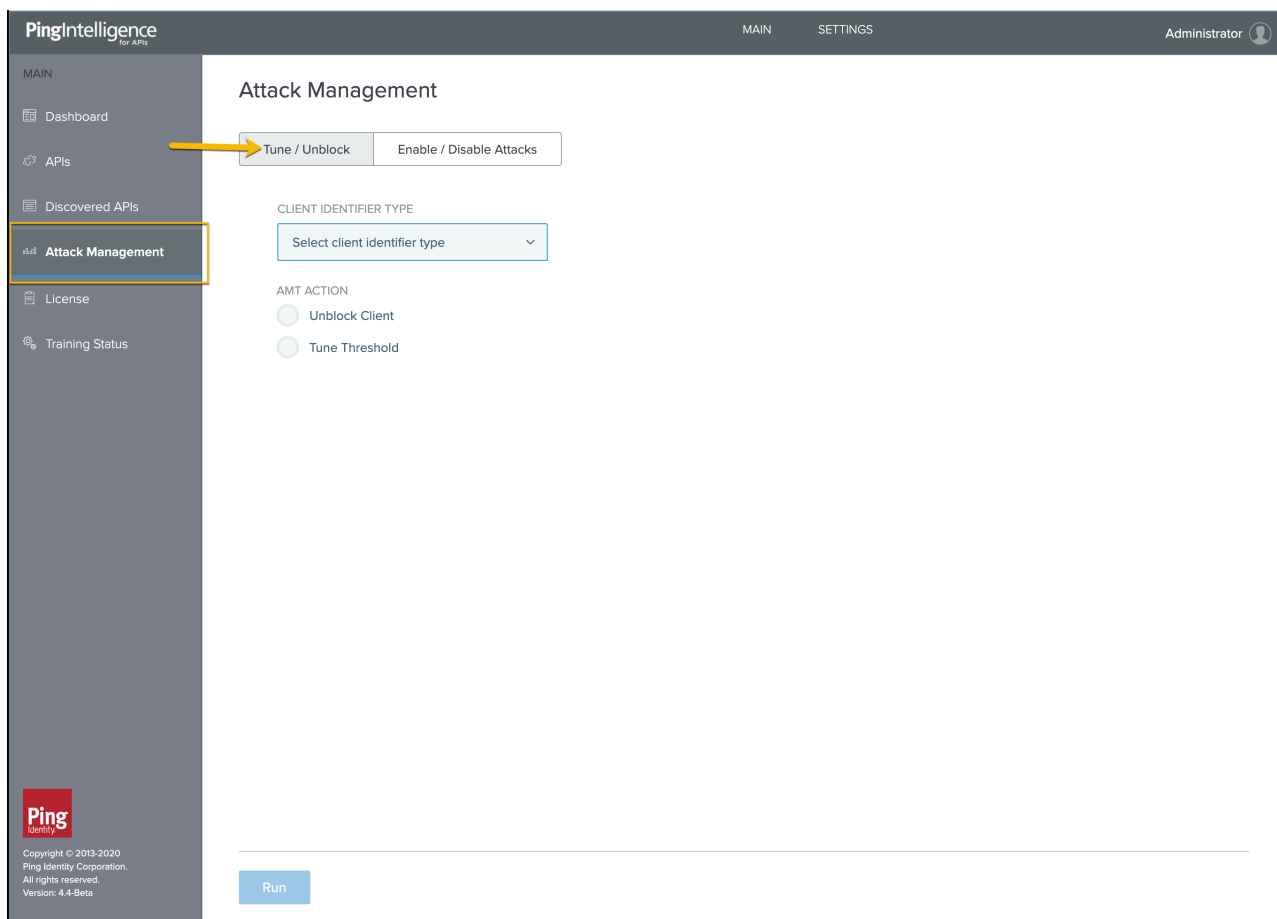 PingIntelligence
for APIs
MAIN
SETTINGS
Administrator
MAIN
Dashboard
APIs
Discovered APIs
Attack Management
License
Training Status
Attack Management
Tune / Unblock
Enable / Disable Attacks
CLIENT IDENTIFIER TYPE
Select client identifier type
AMT ACTION
Unblock Client
Tune Threshold
Ping
Identity.
Copyright © 2013-2020
Ping Identity Corporation.
All rights reserved.
Version: 4.4-Beta
Run